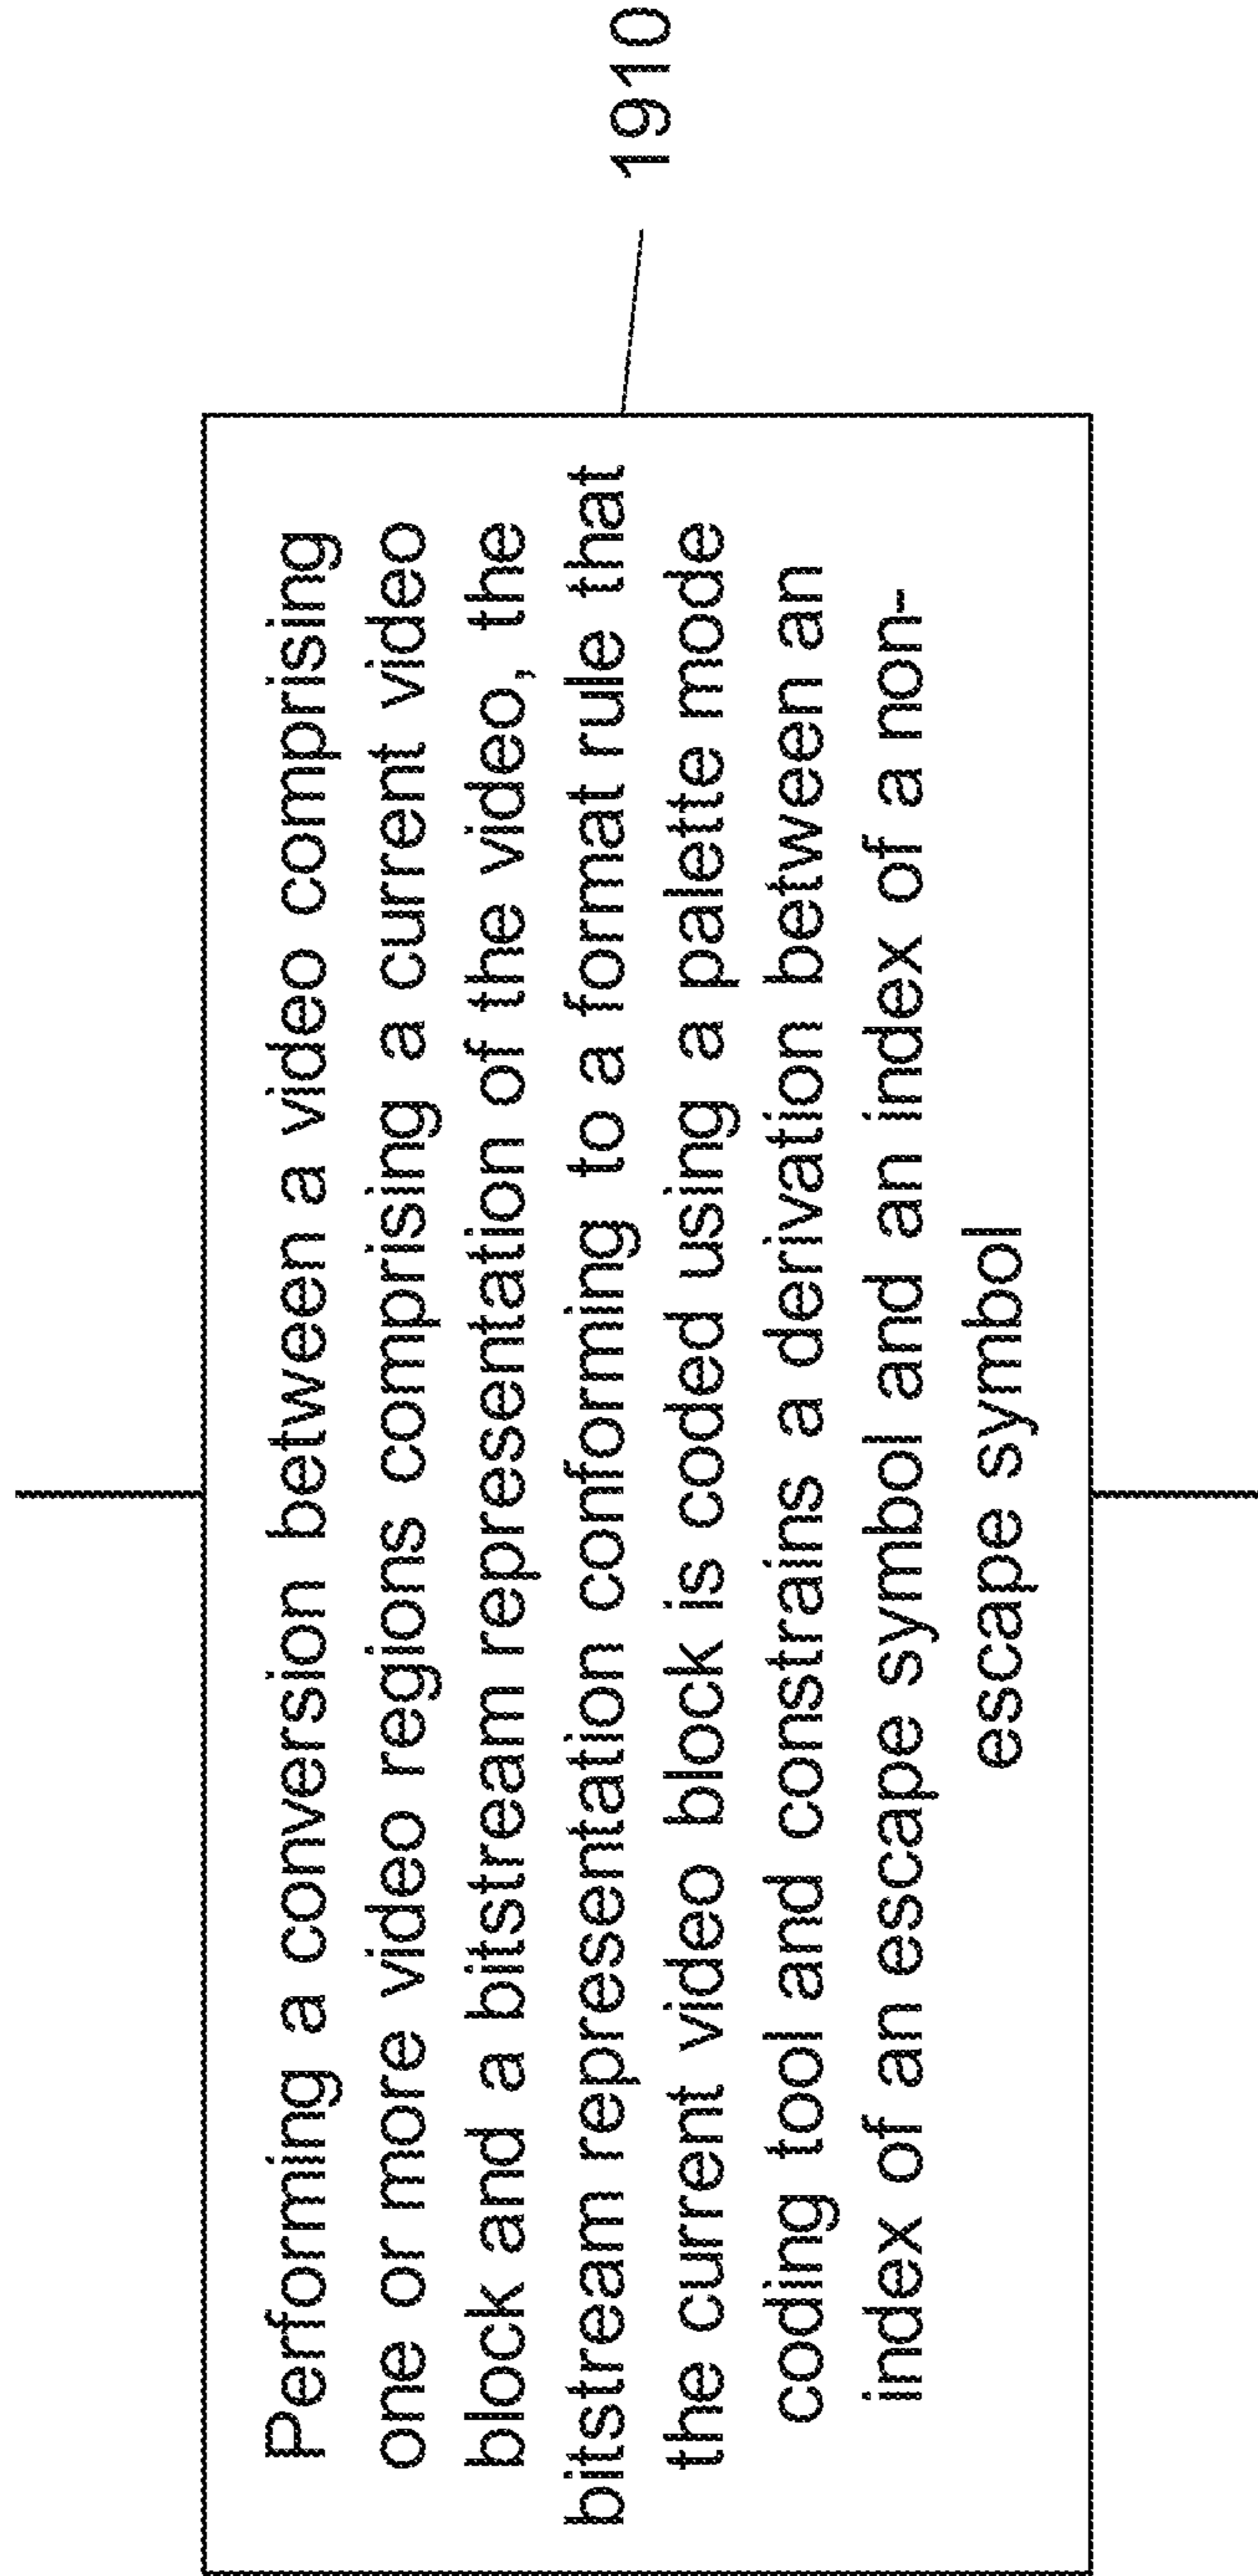 Performing a conversion between a video comprising
one or more video regions comprising a current video
block and a bitstream representation of the video, the
bitstream representation conforming to a format rule that
the current video block is coded using a palette mode
coding tool and constrains a derivation between an
index of an escape symbol and an index of a non-
escape symbol
1910